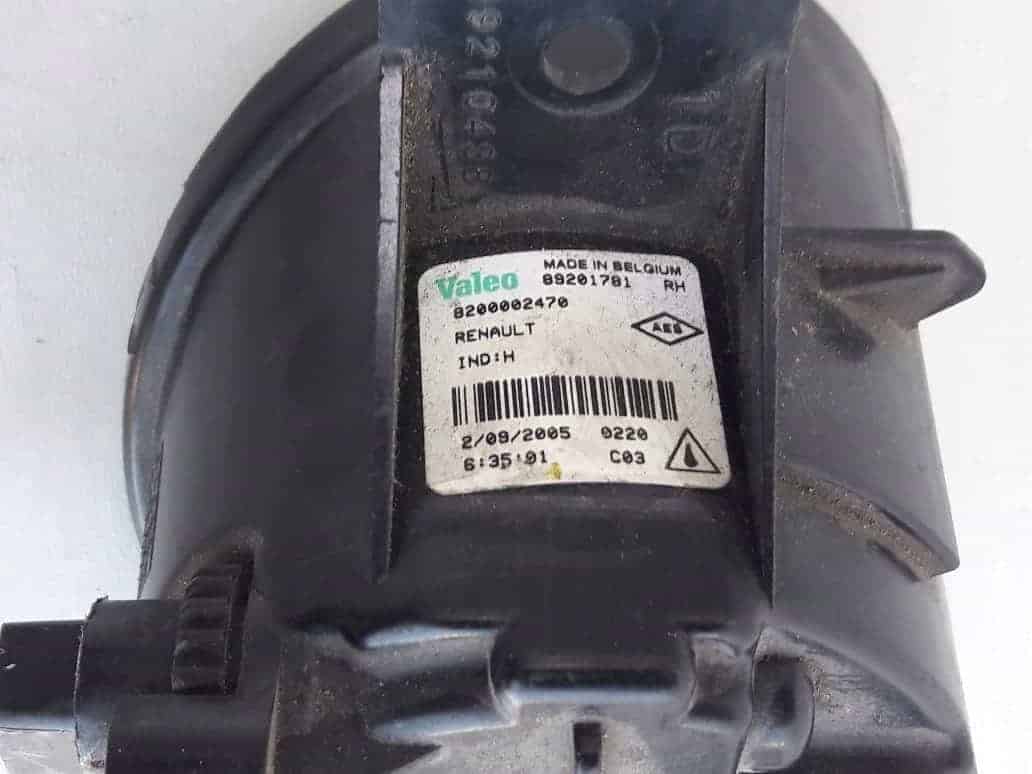 Valeo MADE IN BELGIUM
89201781 RH
8200002470
RENAULT
AES
IND:H
2/09/2005 0220
6:35:01 C03